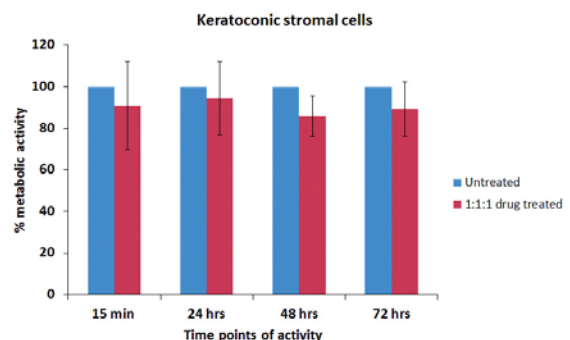 Keratoconic stromal cells
120
100
80
60
40
20
0
% metabolic activity
15 min 24 hrs 48 hrs 72 hrs
Time points of activity
Untreated
1:1:1 drug treated